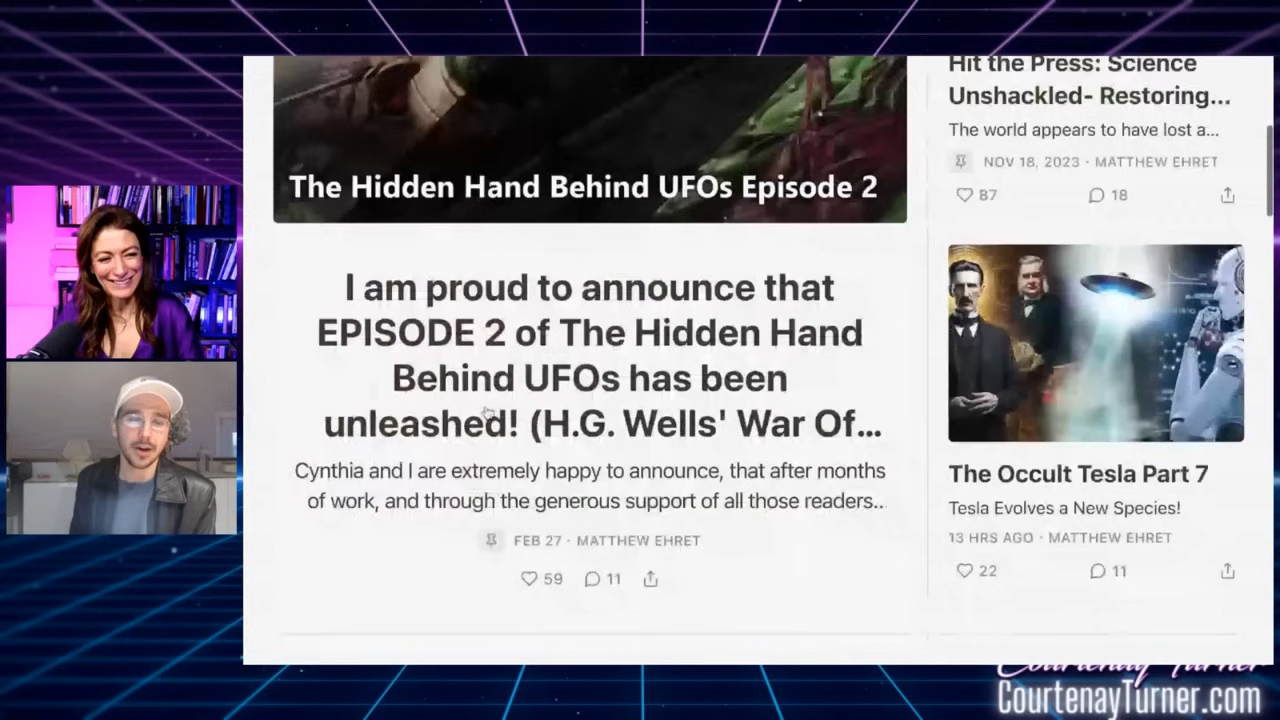 The Hidden Hand Behind UFOs Episode 2
I am proud to announce that
EPISODE 2 of The Hidden Hand
Behind UFOs has been
unleashed! (H.G. Wells' War Of...
Cynthia and I are extremely happy to announce, that after months
of work, and through the generous support of all those readers..
FEB 27 · MATTHEW EHRET
59 11
Hit the Press: Science
Unshackled- Restoring...
The world appears to have lost a...
NOV 18, 2023 · MATTHEW EHRET
87 18
The Occult Tesla Part 7
Tesla Evolves a New Species!
13 HRS AGO · MATTHEW EHRET
22 11
Courtenay Turner
CourtenayTurner.com